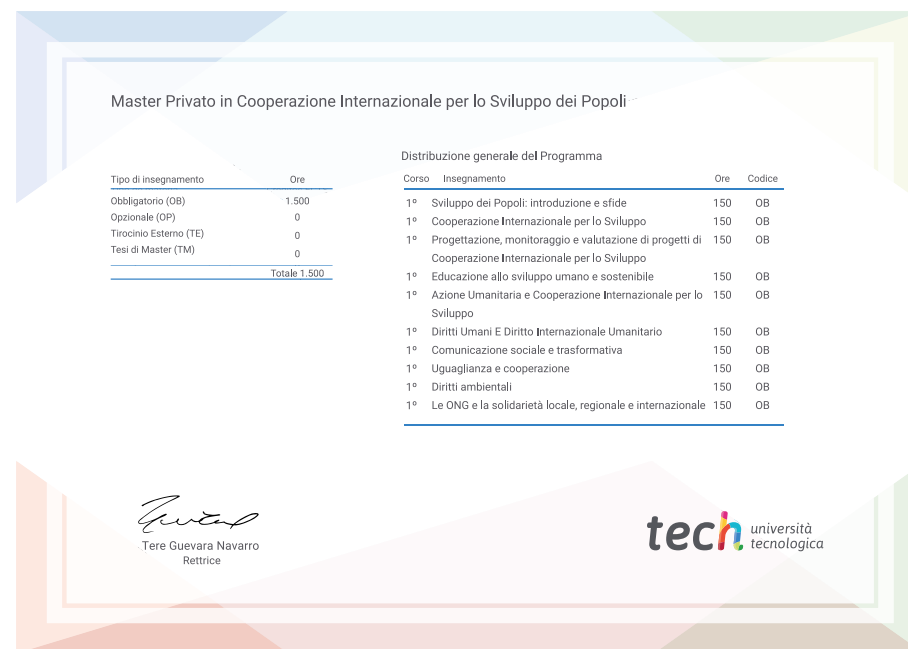 Master Privato in Cooperazione Internazionale per lo Sviluppo dei Popoli
Tipo di insegnamento Ore
Obbligatorio (OB) 1.500
Opzionale (OP) 0
Tirocinio Esterno (TE) 0
Tesi di Master (TM) 0
Totale 1.500
Distribuzione generale del Programma
Corso Insegnamento Ore Codice
1º Sviluppo dei Popoli: introduzione e sfide 150 OB
1º Cooperazione Internazionale per lo Sviluppo 150 OB
1º Progettazione, monitoraggio e valutazione di progetti di 150 OB
Cooperazione Internazionale per lo Sviluppo
1º Educazione allo sviluppo umano e sostenibile 150 OB
1º Azione Umanitaria e Cooperazione Internazionale per lo 150 OB
Sviluppo
1º Diritti Umani E Diritto Internazionale Umanitario 150 OB
1º Comunicazione sociale e trasformativa 150 OB
1º Uguaglianza e cooperazione 150 OB
1º Diritti ambientali 150 OB
1º Le ONG e la solidarietà locale, regionale e internazionale 150 OB
Tere Guevara Navarro
Rettrice
tech università
tecnologica